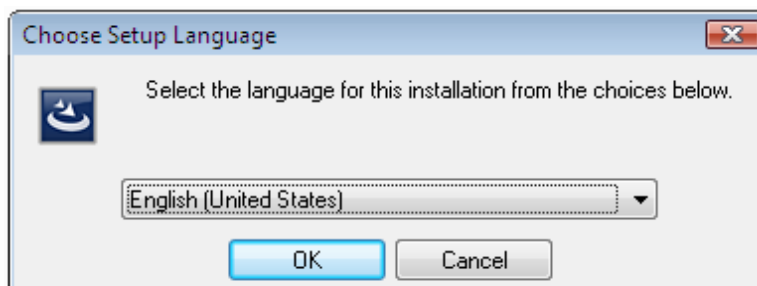 Choose Setup Language
Select the language for this installation from the choices below.
English (United States)
OK
Cancel